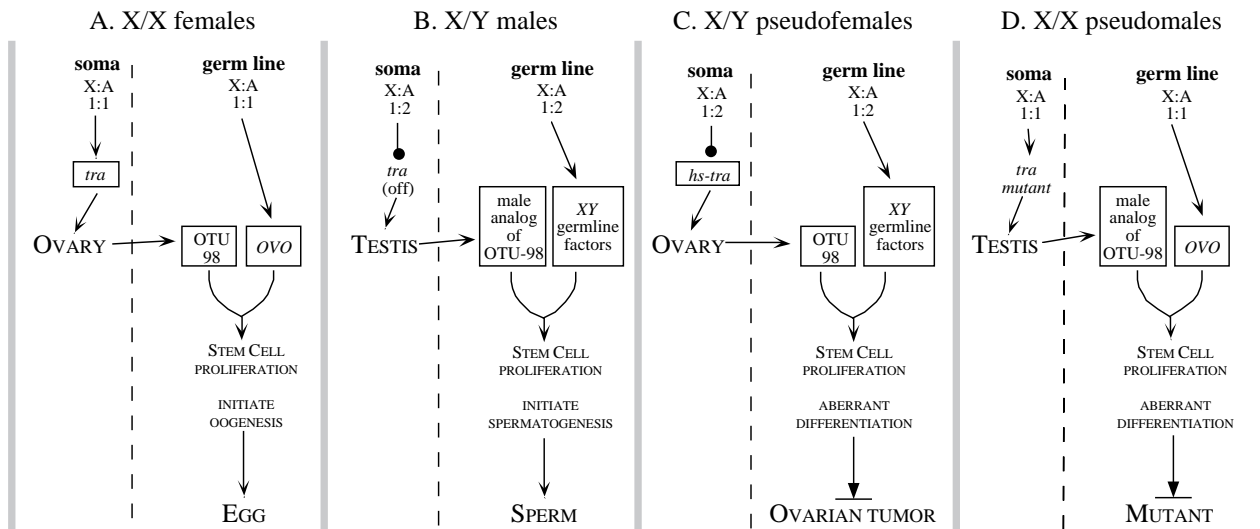 A. X/X females
soma
X:A
1:1
tra
OVARY
germ line
X:A
1:1
OTU
98
OVO
STEM CELL
PROLIFERATION
INITIATE
OOGENESIS
EGG
B. X/Y males
soma
X:A
1:2
tra
(off)
TESTIS
germ line
X:A
1:2
male
analog
of
OTU-98
XY
germline
factors
STEM CELL
PROLIFERATION
INITIATE
SPERMATOGENESIS
SPERM
C. X/Y pseudofemales
soma
X:A
1:2
hs-tra
OVARY
germ line
X:A
1:2
OTU
98
XY
germline
factors
STEM CELL
PROLIFERATION
ABERRANT
DIFFERENTIATION
OVARIAN TUMOR
D. X/X pseudomales
soma
X:A
1:1
tra
mutant
TESTIS
germ line
X:A
1:1
male
analog
of
OTU-98
OVO
STEM CELL
PROLIFERATION
ABERRANT
DIFFERENTIATION
MUTANT